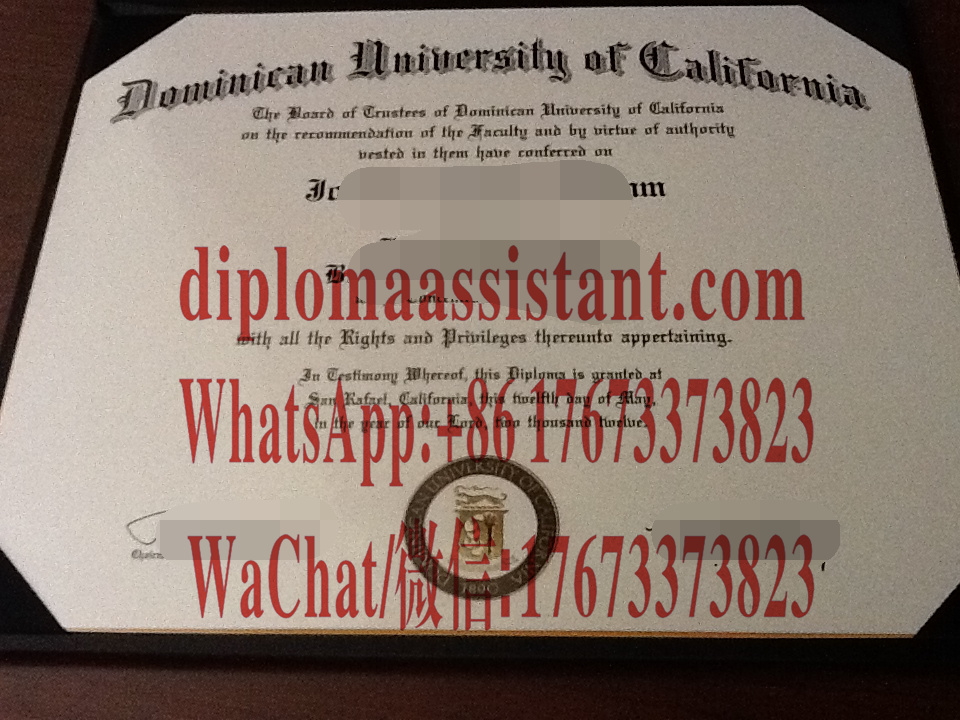 Dominican University of California
The Board of Trustees of Dominican University of California
on the recommendation of the Faculty and by virtue of authority
vested in them have conferred on
diplomaassistant.com
with all the Rights and Privileges thereunto appertaining.
In Testimony Whereof, this Diploma is granted at
San Rafael, California, this twelfth day of May,
in the year of our Lord, two thousand twelve.
WhatsApp:+86 17673373823
WaChat/微信:17673373823
1890